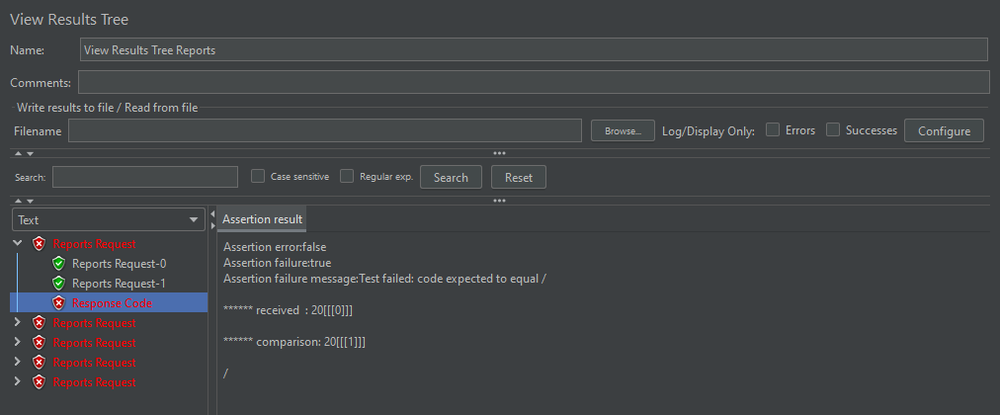 View Results Tree
Name: View Results Tree Reports
Comments:
Write results to file / Read from file
Filename Browse... Log/Display Only: Errors Successes Configure
Search: Case sensitive Regular exp. Search Reset
Text
Assertion result
Reports Request
Reports Request-0
Reports Request-1
Response Code
Reports Request
Reports Request
Reports Request
Reports Request
Assertion error:false
Assertion failure:true
Assertion failure message:Test failed: code expected to equal /
****** received  : 20[[[0]]]
****** comparison: 20[[[1]]]
/